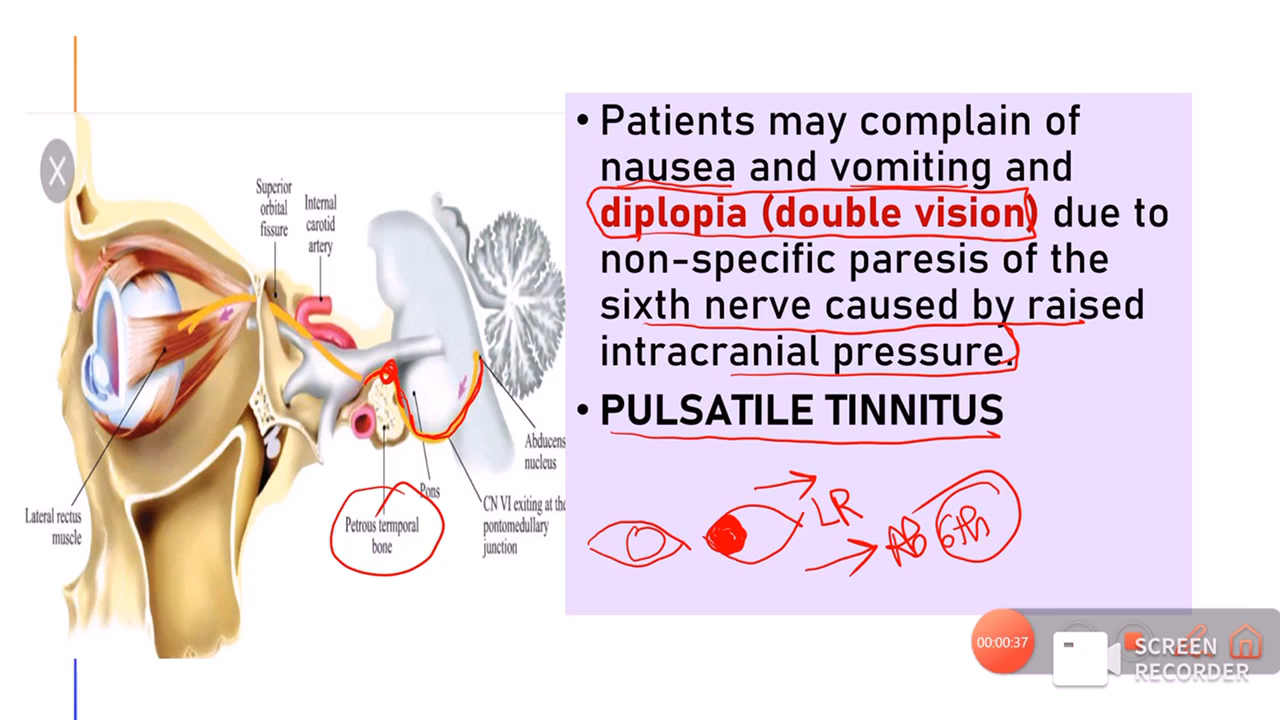 • Patients may complain of
nausea and vomiting and
diplopia (double vision) due to
non-specific paresis of the
sixth nerve caused by raised
intracranial pressure.
• PULSATILE TINNITUS
LR
AB 6th
Superior
orbital
fissure
Internal
carotid
artery
Abducens
nucleus
Pons
CN VI exiting at the
pontomedullary
junction
Petrous termporal
bone
Lateral rectus
muscle
00:00:37
SCREEN
RECORDER